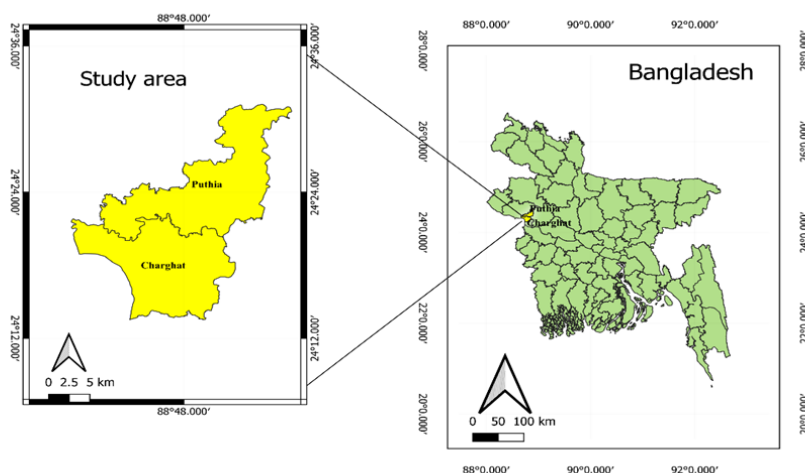 88°48.000'
24°36.000'
24°36.000'
Study area
Puthia
24°24.000'
24°24.000'
Charghat
24°12.000'
24°12.000'
0 2.5 5 km
88°48.000'
88°0.000' 90°0.000' 92°0.000'
28°0.000'
Bangladesh
26°0.000'
Puthia
Charghat
24°0.000'
22°0.000'
20°0.000'
0 50 100 km
88°0.000' 90°0.000' 92°0.000'